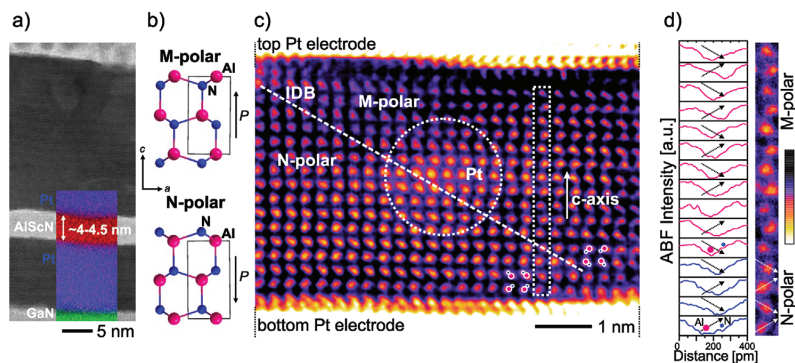 a)
Pt
AlScN
~4-4.5 nm
Pt
GaN
5 nm
b)
M-polar
Al
N
P
c
a
N-polar
N
Al
P
c)
top Pt electrode
IDB
M-polar
N-polar
Pt
c-axis
bottom Pt electrode
1 nm
d)
ABF Intensity [a.u.]
Al
N
0 200 400
Distance [pm]
M-polar
N-polar